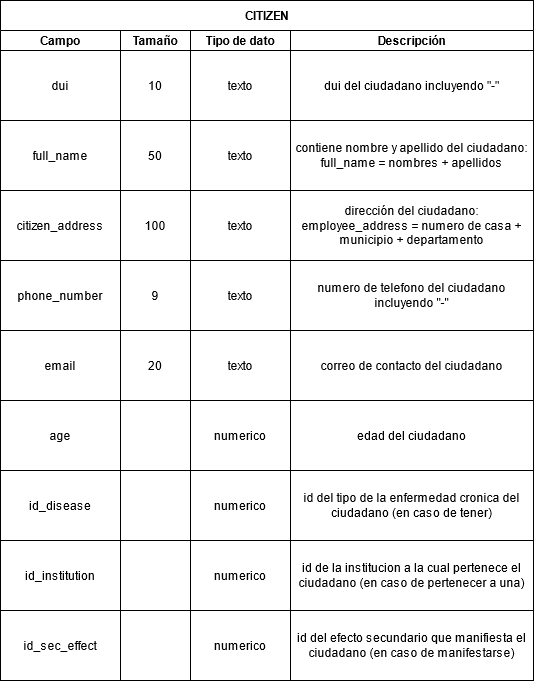 CITIZEN
Campo Tamaño Tipo de dato Descripción
dui 10 texto dui del ciudadano incluyendo "-"
full_name 50 texto contiene nombre y apellido del ciudadano:
full_name = nombres + apellidos
citizen_address 100 texto dirección del ciudadano:
employee_address = numero de casa +
municipio + departamento
phone_number 9 texto numero de telefono del ciudadano
incluyendo "-"
email 20 texto correo de contacto del ciudadano
age numerico edad del ciudadano
id_disease numerico id del tipo de la enfermedad cronica del
ciudadano (en caso de tener)
id_institution numerico id de la institucion a la cual pertenece el
ciudadano (en caso de pertenecer a una)
id_sec_effect numerico id del efecto secundario que manifiesta el
ciudadano (en caso de manifestarse)